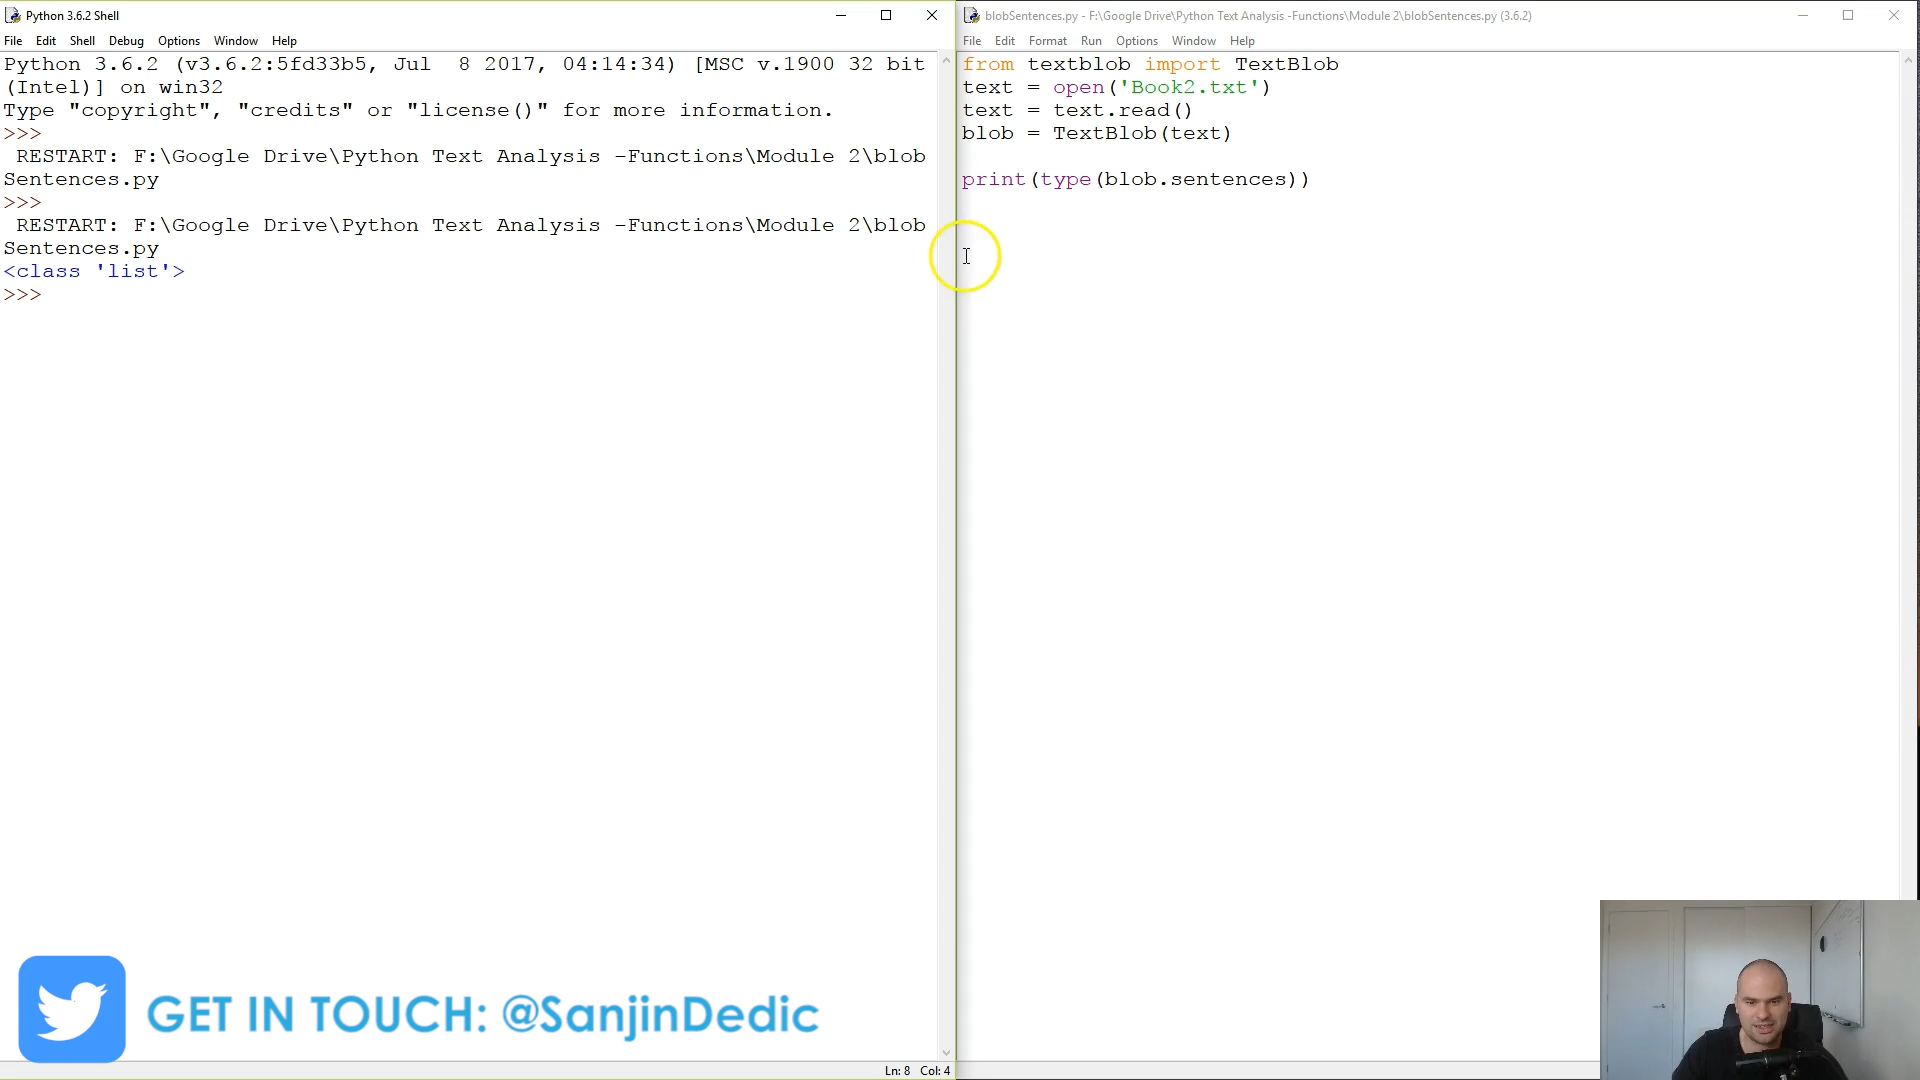 Python 3.6.2 Shell
File Edit Shell Debug Options Window Help
Python 3.6.2 (v3.6.2:5fd33b5, Jul  8 2017, 04:14:34) [MSC v.1900 32 bit
(Intel)] on win32
Type "copyright", "credits" or "license()" for more information.
>>>
 RESTART: F:\Google Drive\Python Text Analysis -Functions\Module 2\blob
Sentences.py
>>>
 RESTART: F:\Google Drive\Python Text Analysis -Functions\Module 2\blob
Sentences.py
<class 'list'>
>>>
GET IN TOUCH: @SanjinDedic
Ln: 8 Col: 4
blobSentences.py - F:\Google Drive\Python Text Analysis -Functions\Module 2\blobSentences.py (3.6.2)
File Edit Format Run Options Window Help
from textblob import TextBlob
text = open('Book2.txt')
text = text.read()
blob = TextBlob(text)
print(type(blob.sentences))